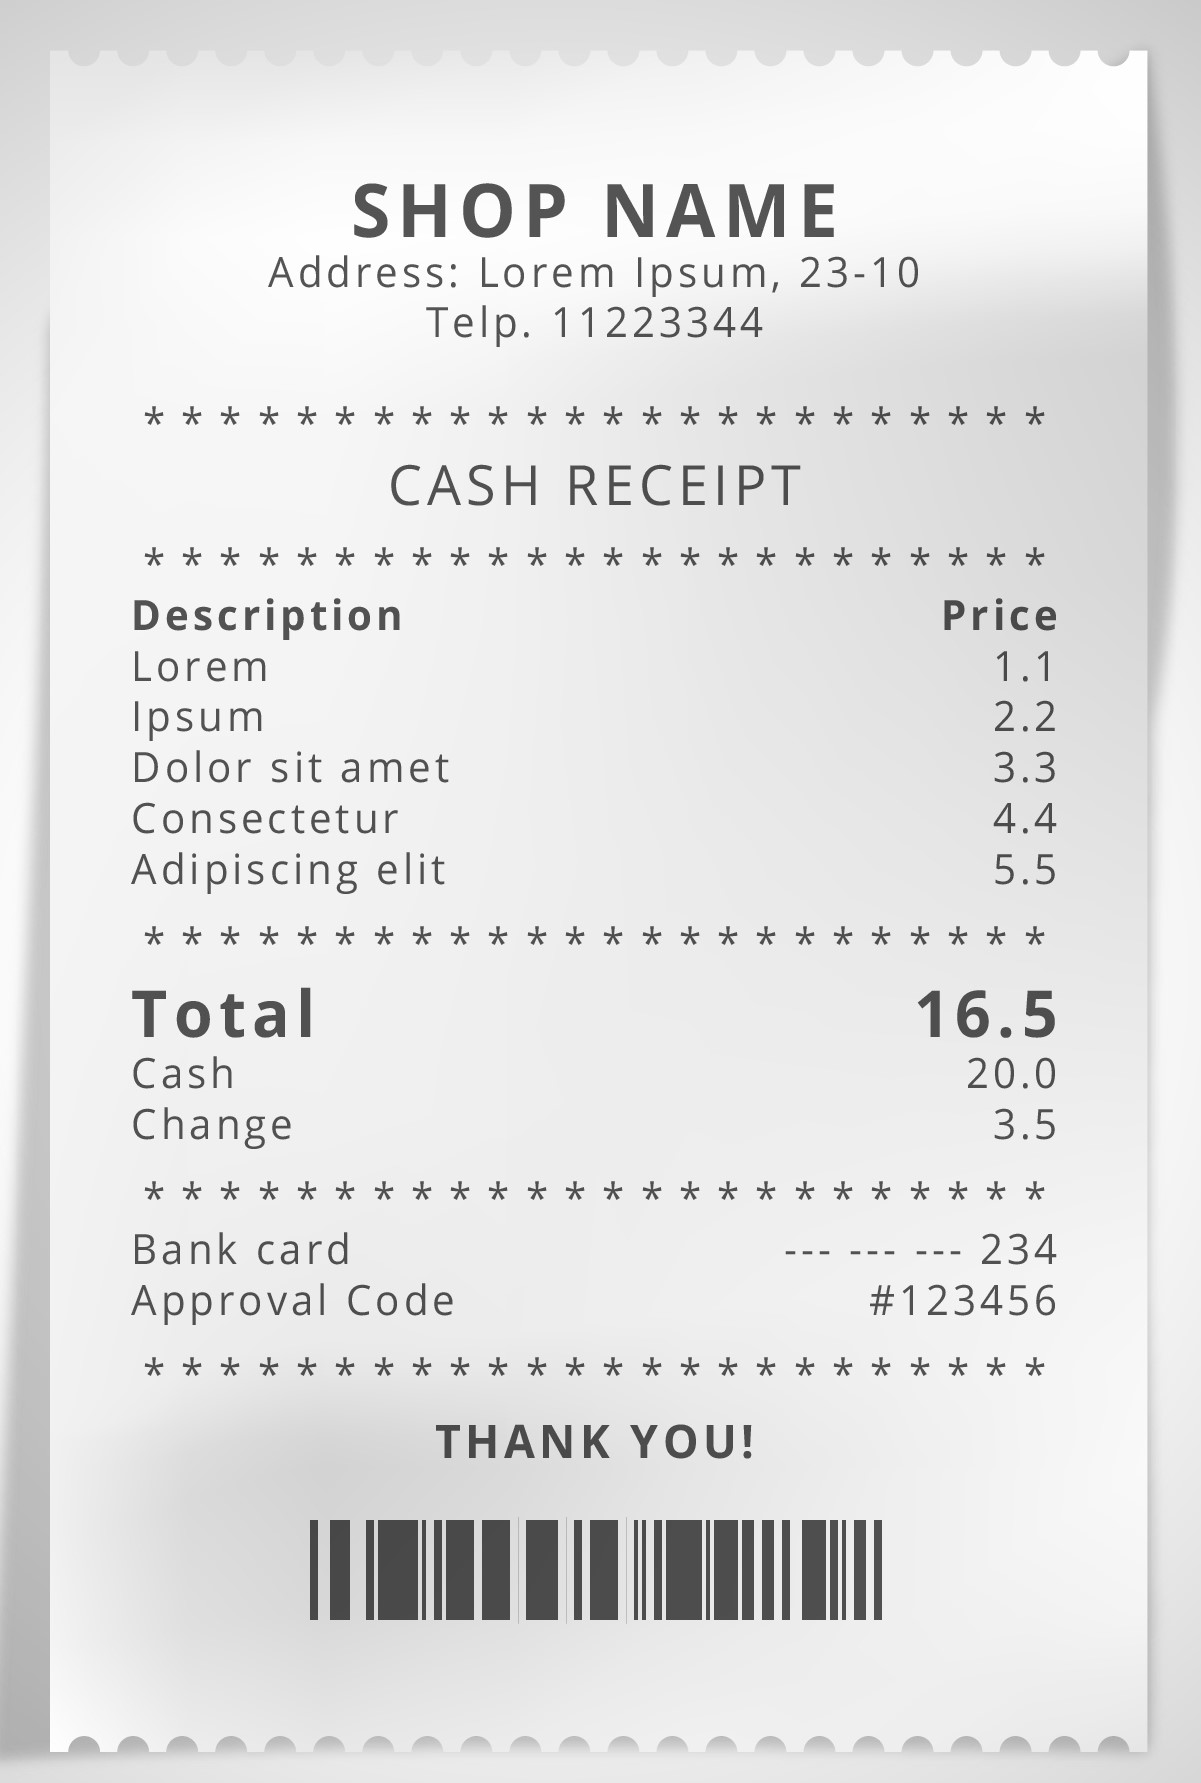 SHOP NAME
Address: Lorem Ipsum, 23-10
Telp. 11223344
* * * * * * * * * * * * * * * * * * * * * * * *
CASH RECEIPT
* * * * * * * * * * * * * * * * * * * * * * * *
Description Price
Lorem 1.1
Ipsum 2.2
Dolor sit amet 3.3
Consectetur 4.4
Adipiscing elit 5.5
* * * * * * * * * * * * * * * * * * * * * * * *
Total 16.5
Cash 20.0
Change 3.5
* * * * * * * * * * * * * * * * * * * * * * * *
Bank card --- --- --- 234
Approval Code #123456
* * * * * * * * * * * * * * * * * * * * * * * *
THANK YOU!